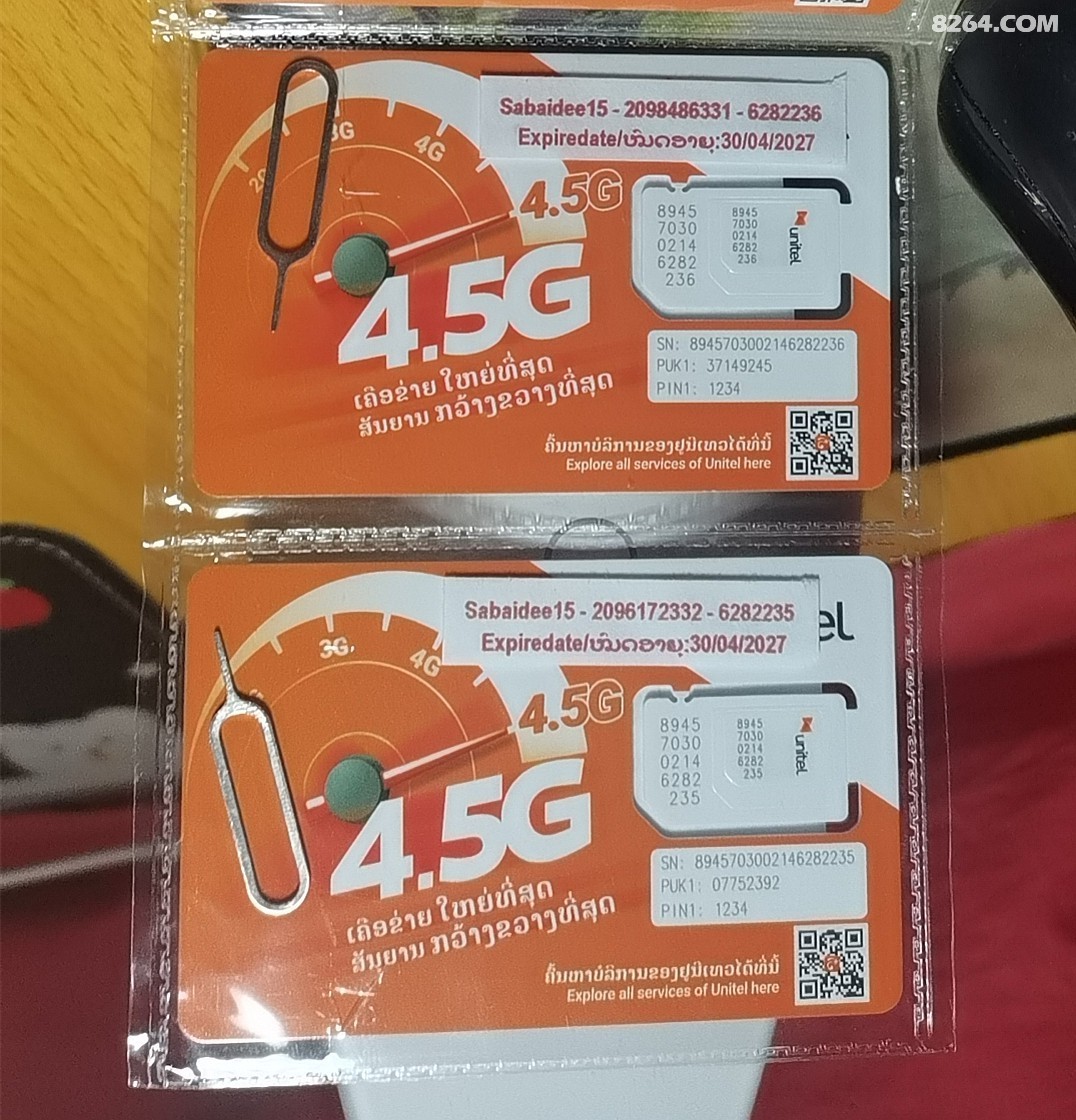 8264.COM
Sabaidee15 - 2098486331 - 6282236
Expiredate/ໝົດອາຍຸ:30/04/2027
3G
4G
4.5G
8945
7030
0214
6282
236
8945
7030
0214
6282
236
unitel
4.5G
SN: 8945703002146282236
PUK1: 37149245
PIN1: 1234
ເຄືອຂ່າຍ ໃຫຍ່ທີ່ສຸດ
ສັນຍານ ກວ້າງຂວາງທີ່ສຸດ
ຄົ້ນຫາບໍລິການຂອງຢູນິເທວໄດ້ທີ່ນີ້
Explore all services of Unitel here
Sabaidee15 - 2096172332 - 6282235
Expiredate/ໝົດອາຍຸ:30/04/2027
el
3G
4G
4.5G
8945
7030
0214
6282
235
8945
7030
0214
6282
235
unitel
4.5G
SN: 8945703002146282235
PUK1: 07752392
PIN1: 1234
ເຄືອຂ່າຍ ໃຫຍ່ທີ່ສຸດ
ສັນຍານ ກວ້າງຂວາງທີ່ສຸດ
ຄົ້ນຫາບໍລິການຂອງຢູນິເທວໄດ້ທີ່ນີ້
Explore all services of Unitel here